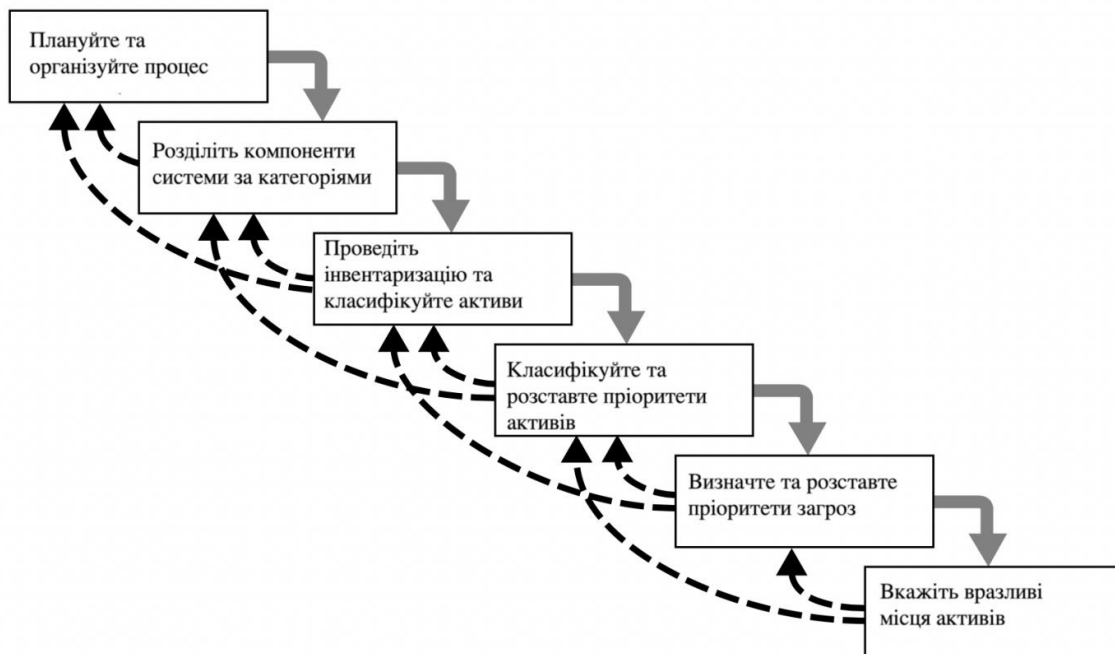 Плануйте та
організуйте процес
Розділіть компоненти
системи за категоріями
Проведіть
інвентаризацію та
класифікуйте активи
Класифікуйте та
розставте пріоритети
активів
Визначте та розставте
пріоритети загроз
Вкажіть вразливі
місця активів